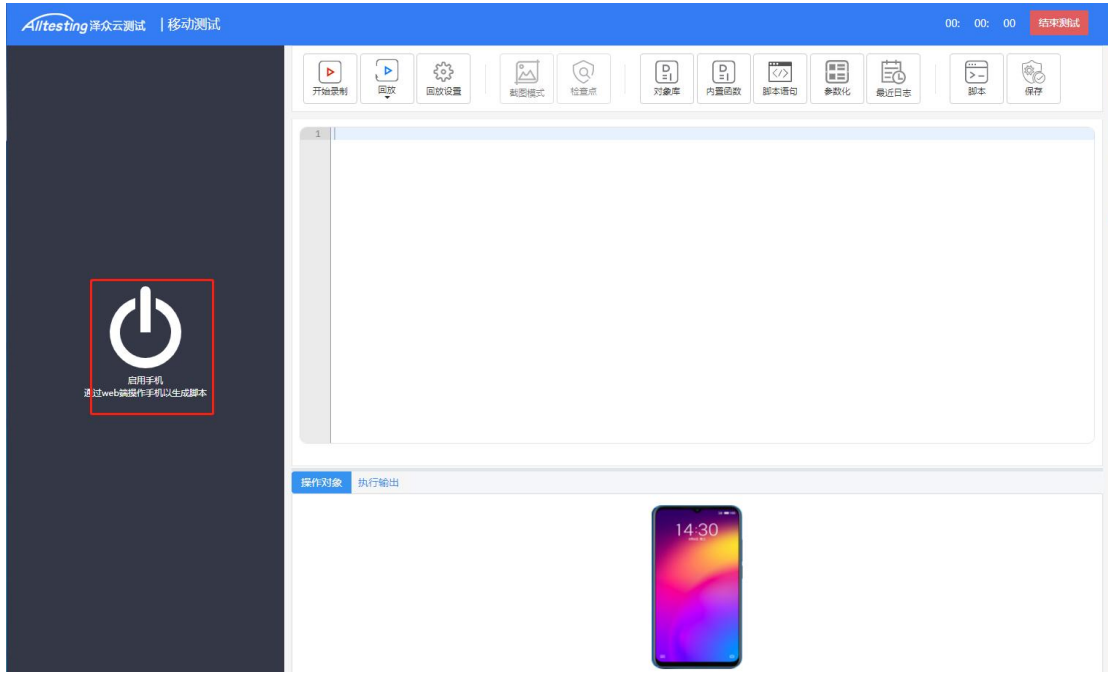 Alltesting泽众云测试 | 移动测试
00: 00: 00 结束测试
开始录制 回放 回放设置 截图模式 检查点 对象库 内置函数 脚本语句 参数化 最近日志 脚本 保存
1
启用手机
通过web端操作手机以生成脚本
操作对象 执行输出
14:30